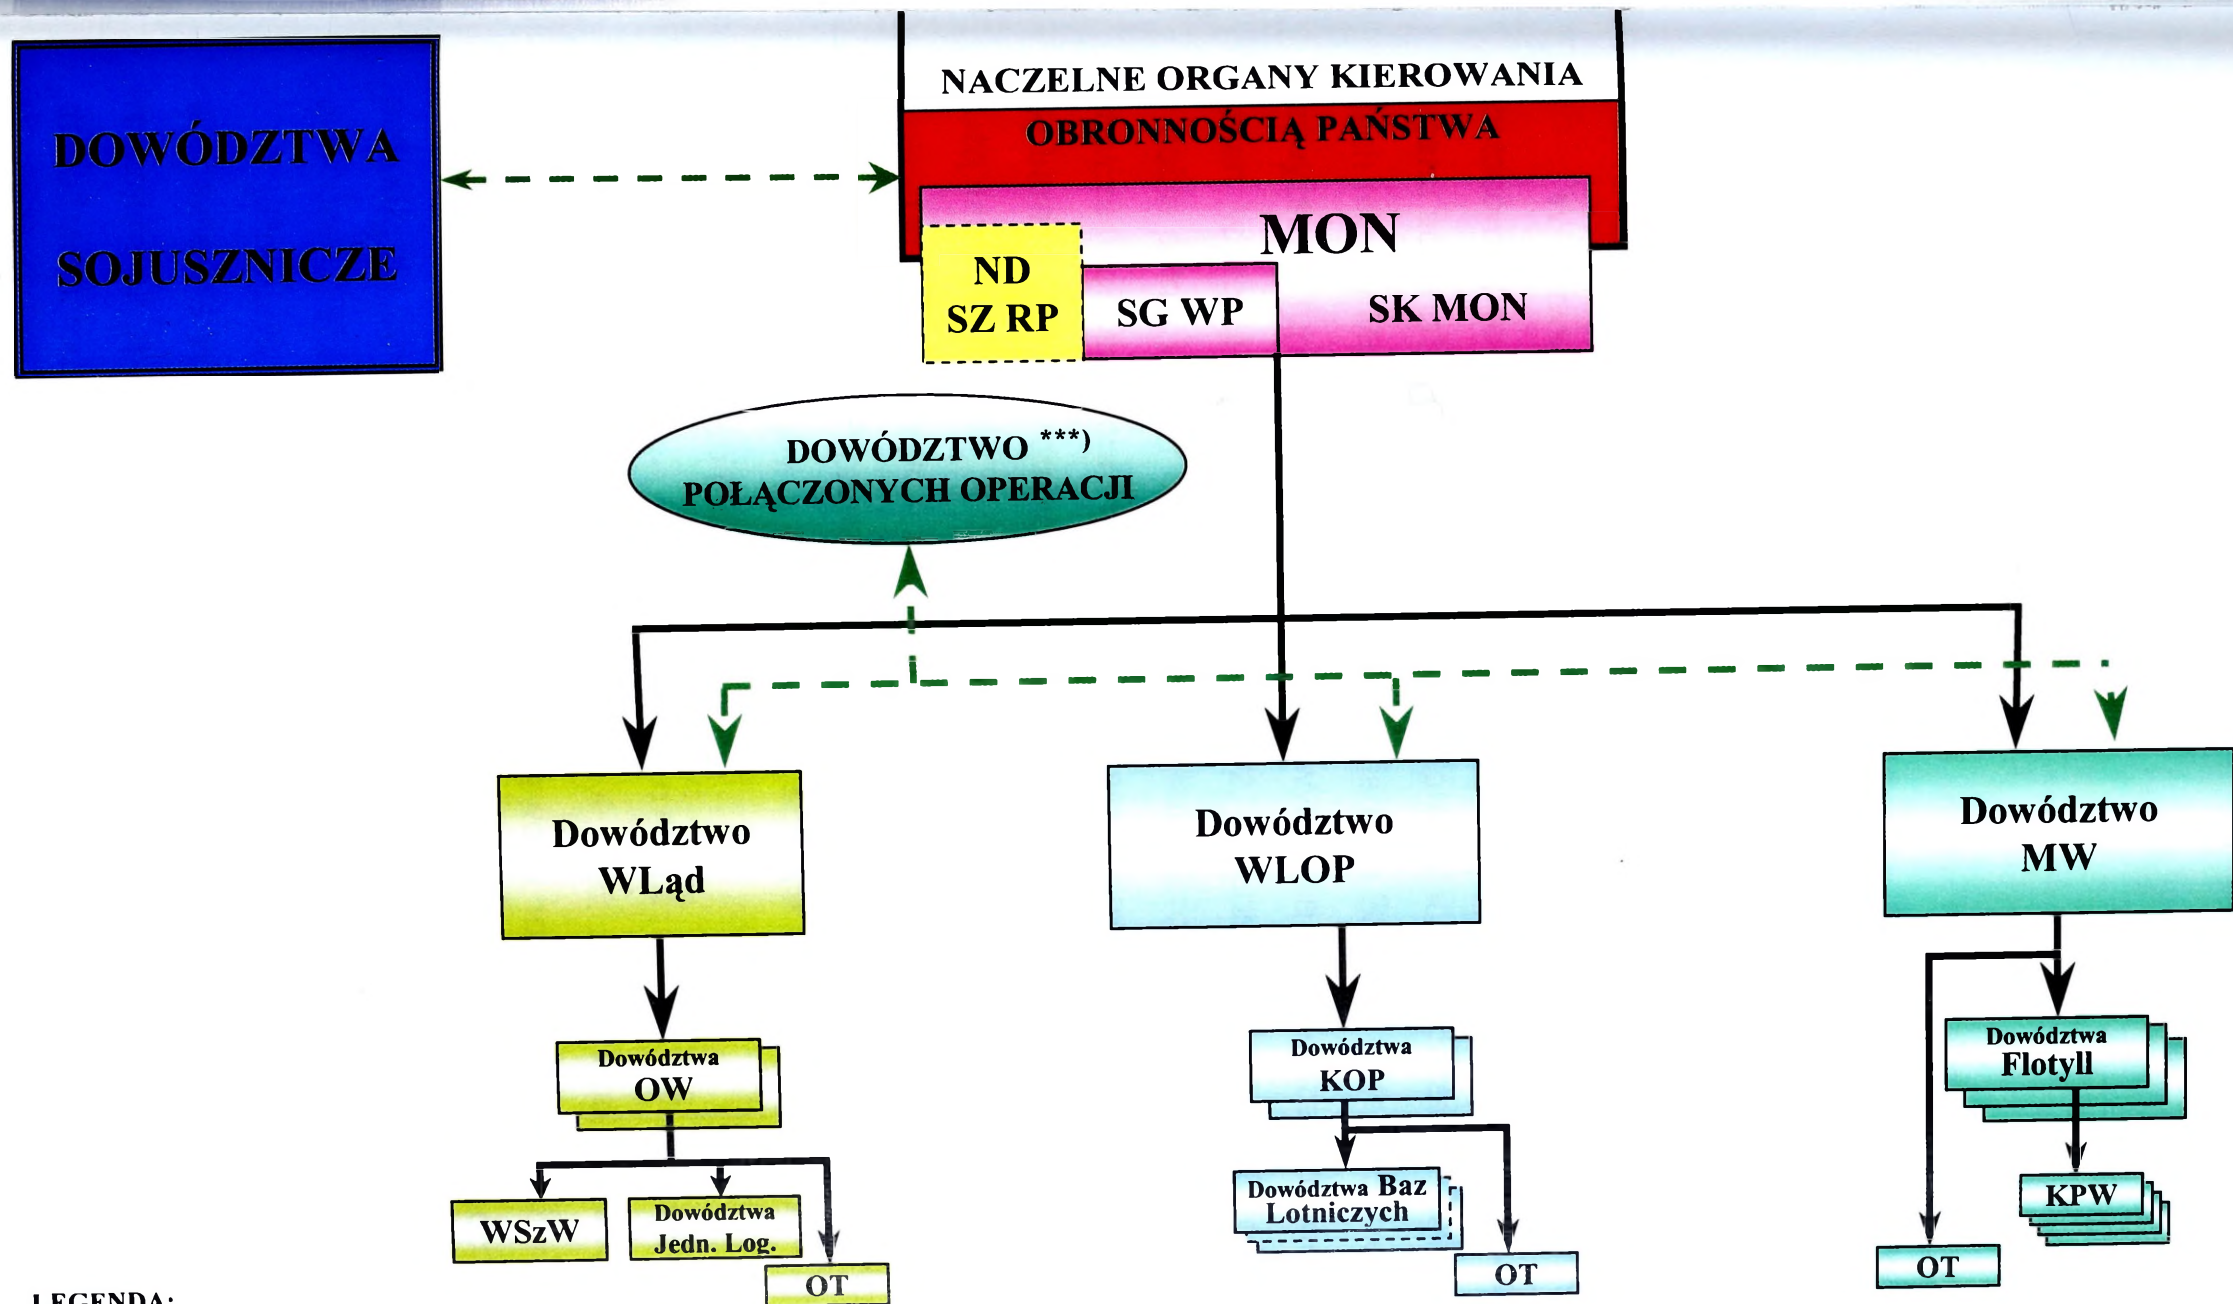 DOWÓDZTWA
SOJUSZNICZE
NACZELNE ORGANY KIEROWANIA
OBRONNOŚCIĄ PAŃSTWA
MON
ND
SZ RP
SG WP
SK MON
DOWÓDZTWO ***)
POŁĄCZONYCH OPERACJI
Dowództwo
WLąd
Dowództwo
WLOP
Dowództwo
MW
Dowództwa
OW
Dowództwa
KOP
Dowództwa
Flotyll
WSzW
Dowództwa
Jedn. Log.
OT
Dowództwa Baz
Lotniczych
OT
KPW
OT
LEGENDA: